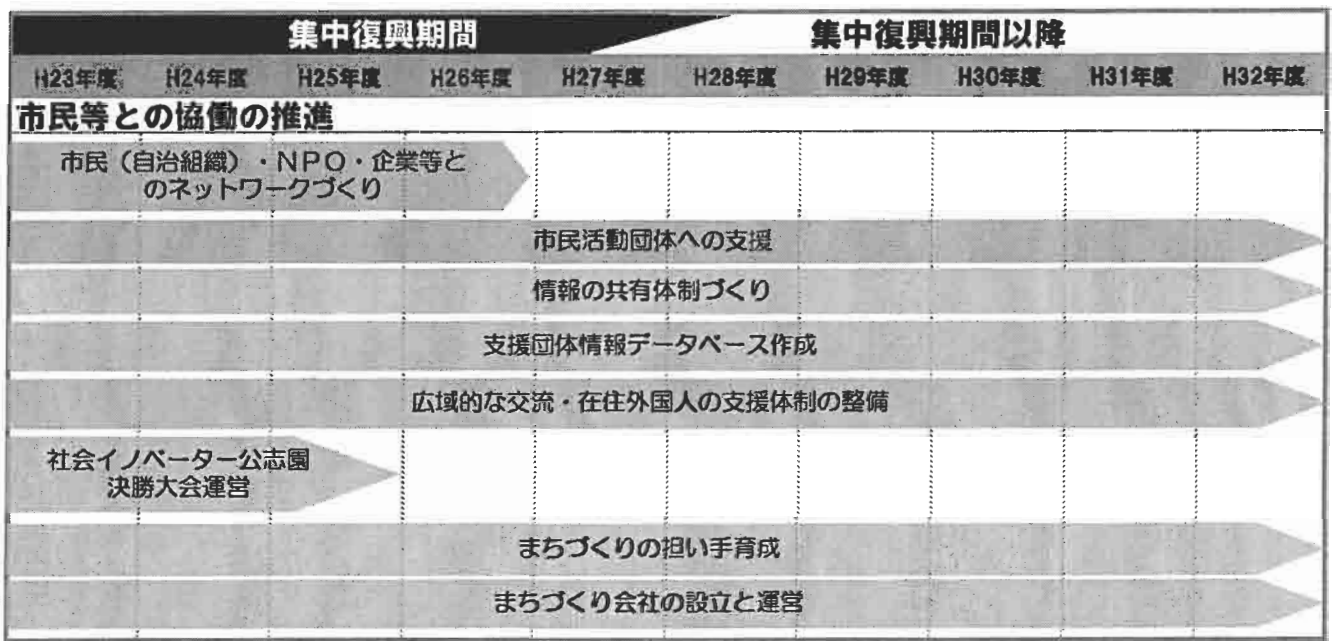 集中復興期間 集中復興期間以降
H23年度 H24年度 H25年度 H26年度 H27年度 H28年度 H29年度 H30年度 H31年度 H32年度
市民等との協働の推進
市民（自治組織）・NPO・企業等と
のネットワークづくり
市民活動団体への支援
情報の共有体制づくり
支援団体情報データベース作成
広域的な交流・在住外国人の支援体制の整備
社会イノベーター公志園
決勝大会運営
まちづくりの担い手育成
まちづくり会社の設立と運営